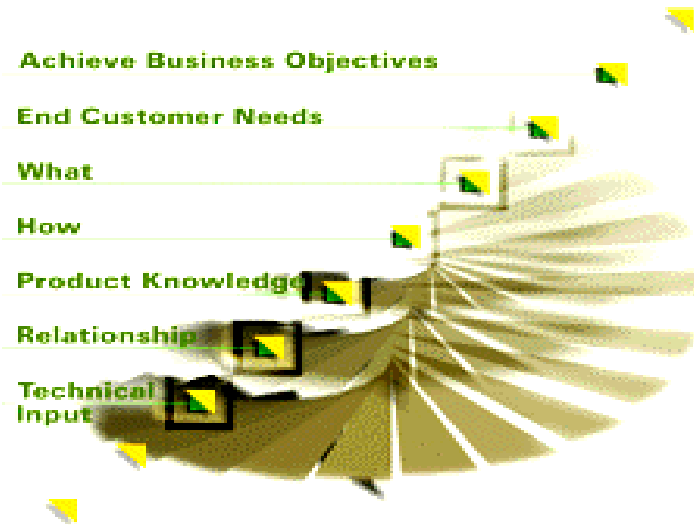 Achieve Business Objectives
End Customer Needs
What
How
Product Knowledge
Relationship
Technical
Input